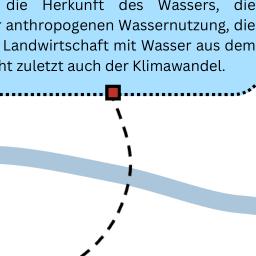 die Herkunft des Wassers, die
anthropogenen Wassernutzung, die
Landwirtschaft mit Wasser aus dem
zuletzt auch der Klimawandel.